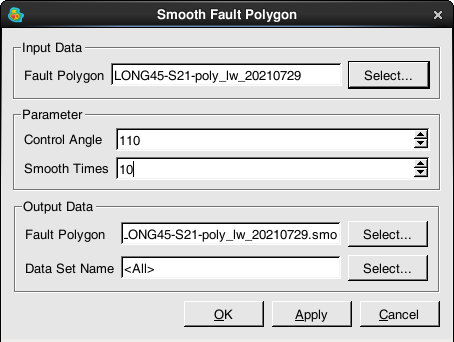 Smooth Fault Polygon
Input Data
Fault Polygon LONG45-S21-poly_lw_20210729 Select...
Parameter
Control Angle 110
Smooth Times 10
Output Data
Fault Polygon LONG45-S21-poly_lw_20210729.smo Select...
Data Set Name <All> Select...
OK Apply Cancel